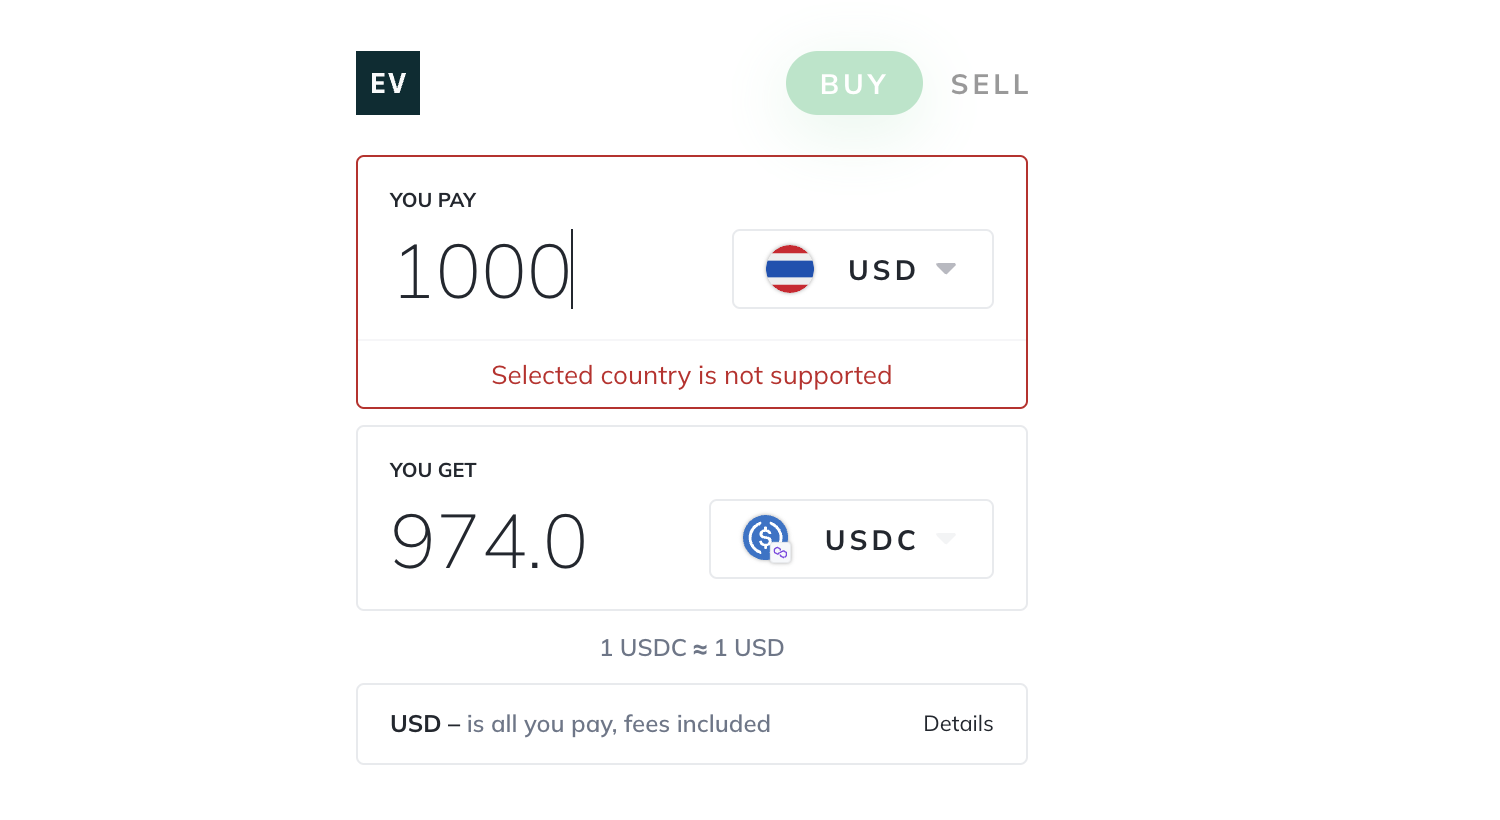 EV
BUY SELL
YOU PAY
1000 USD
Selected country is not supported
YOU GET
974.0 USDC
1 USDC ≈ 1 USD
USD – is all you pay, fees included Details